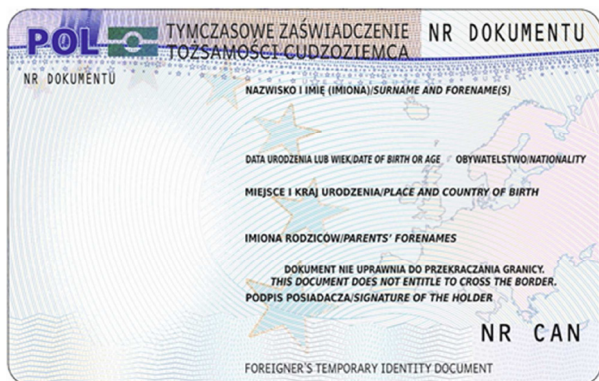 POL
TYMCZASOWE ZAŚWIADCZENIE
TOŻSAMOŚCI CUDZOZIEMCA
NR DOKUMENTU
NR DOKUMENTU
NAZWISKO I IMIĘ (IMIONA)/SURNAME AND FORENAME(S)
DATA URODZENIA LUB WIEK/DATE OF BIRTH OR AGE OBYWATELSTWO/NATIONALITY
MIEJSCE I KRAJ URODZENIA/PLACE AND COUNTRY OF BIRTH
IMIONA RODZICÓW/PARENTS' FORENAMES
DOKUMENT NIE UPRAWNIA DO PRZEKRACZANIA GRANICY.
THIS DOCUMENT DOES NOT ENTITLE TO CROSS THE BORDER.
PODPIS POSIADACZA/SIGNATURE OF THE HOLDER
NR CAN
FOREIGNER'S TEMPORARY IDENTITY DOCUMENT